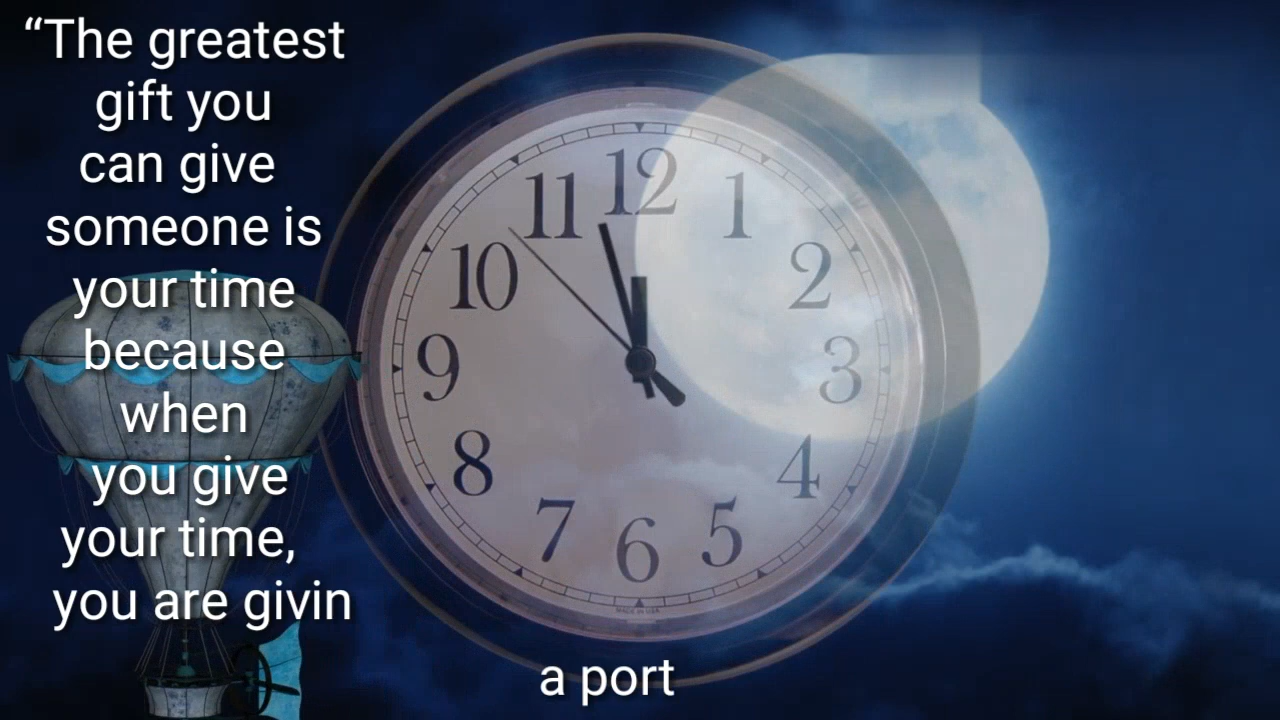 “The greatest
gift you
can give
someone is
your time
because
when
you give
your time,
you are givin
a port
12
11
1
10
2
9
3
8
4
7
5
6
MADE IN USA